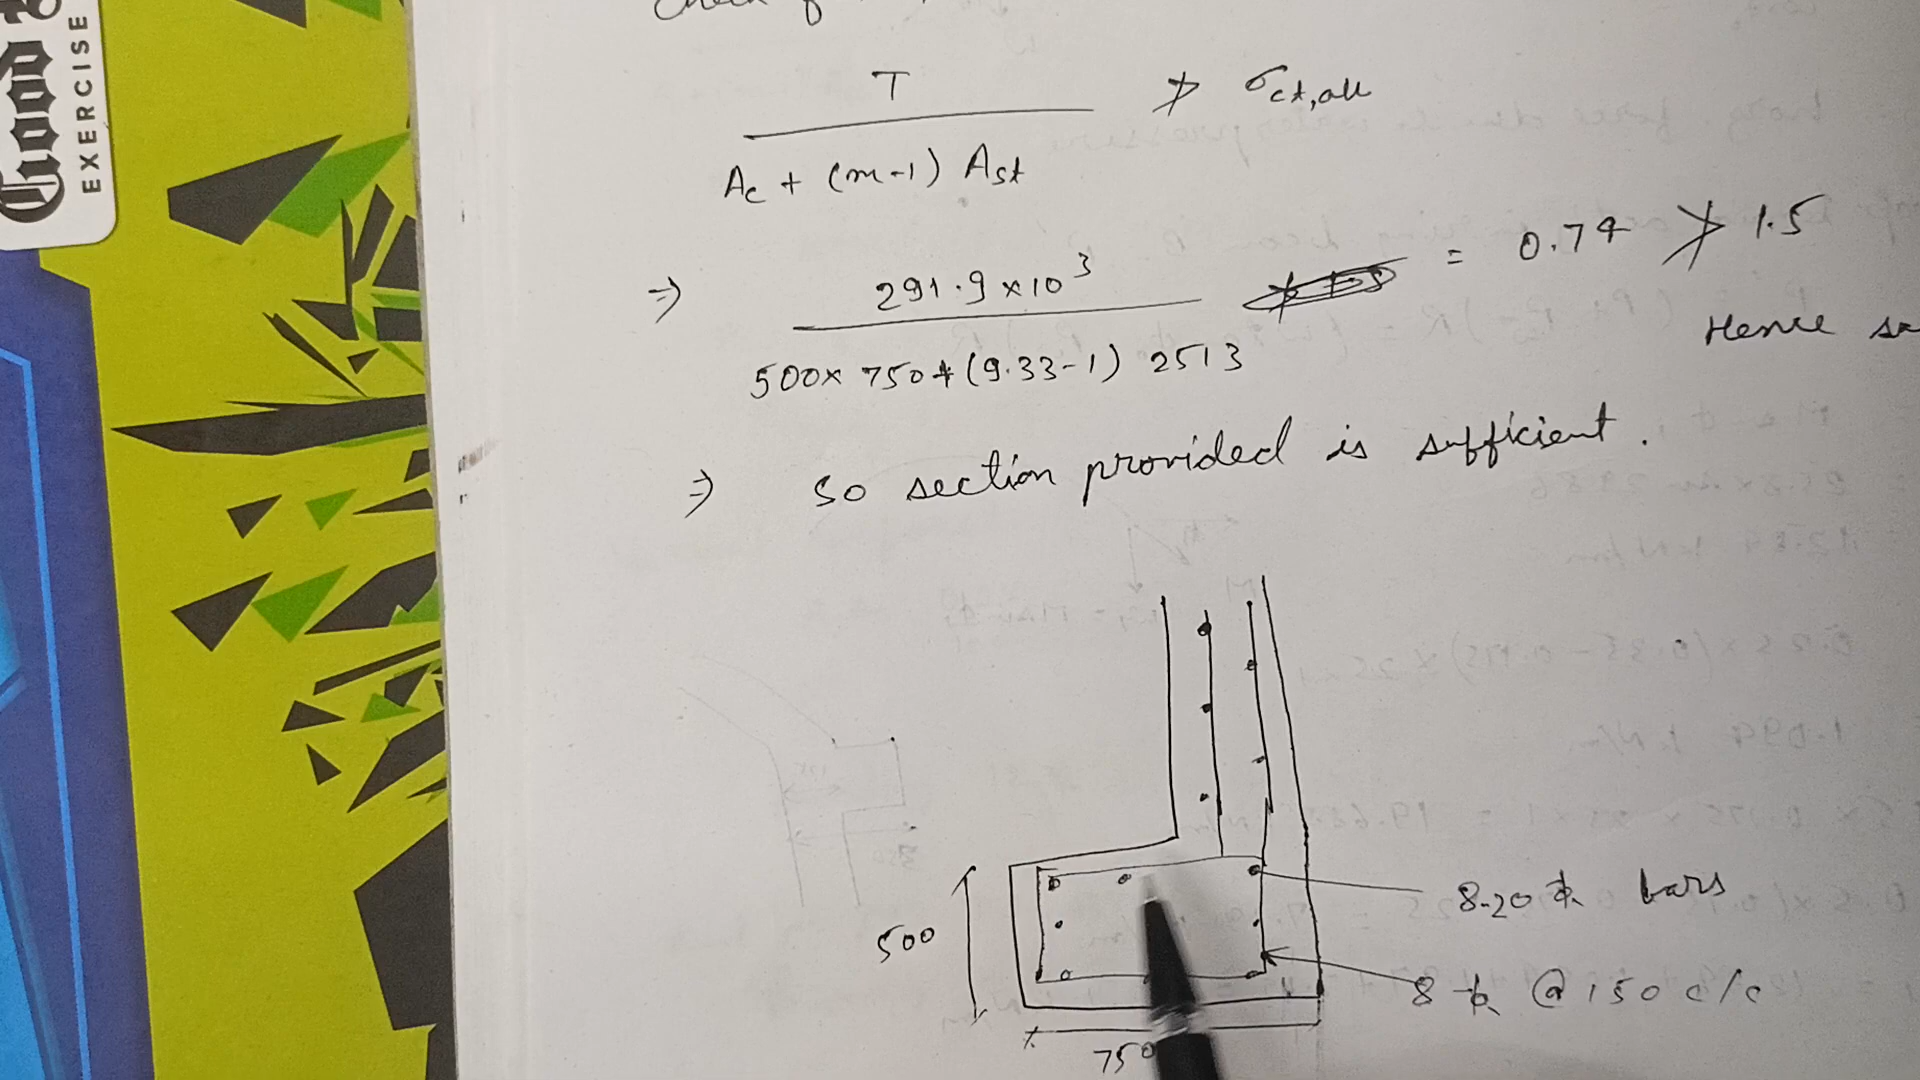 Good
EXERCISE
T
Ac + (m-1) Ast
≯ σct,all
⇒ 291.9 × 10³
500 × 750 + (9.33-1) 2513
= 0.74 ≯ 1.5
Hence
⇒ So section provided is sufficient.
500
8-20 ф bars
8 ф @ 150 c/c
750